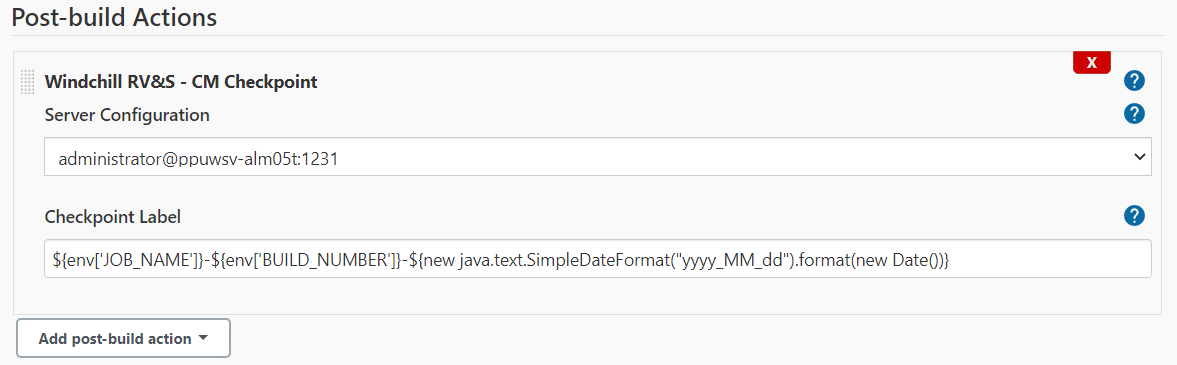 Post-build Actions
X
Windchill RV&S - CM Checkpoint
?
Server Configuration
?
administrator@ppuwsv-alm05t:1231
Checkpoint Label
?
${env['JOB_NAME']}-${env['BUILD_NUMBER']}-${new java.text.SimpleDateFormat("yyyy_MM_dd").format(new Date())}
Add post-build action